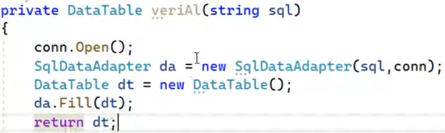 private DataTable veriAl(string sql)
{
conn.Open();
SqlDataAdapter da = new SqlDataAdapter(sql,conn);
DataTable dt = new DataTable();
da.Fill(dt);
return dt;